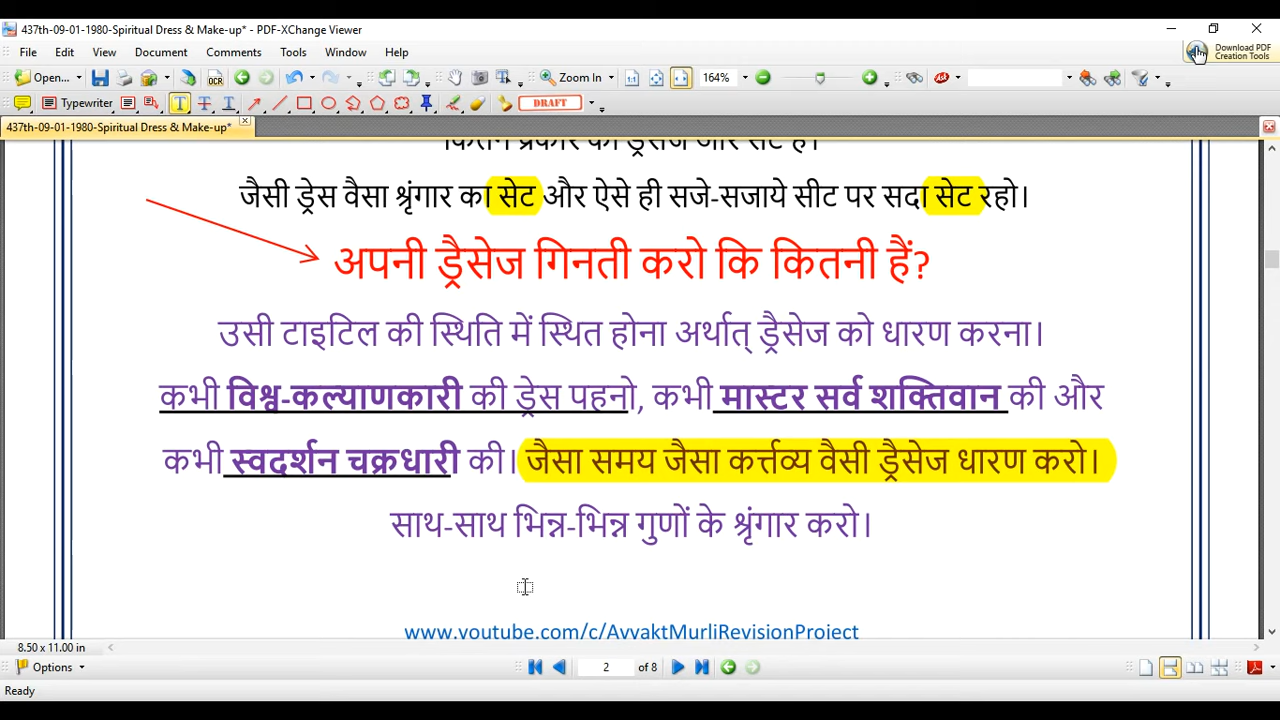 437th-09-01-1980-Spiritual Dress & Make-up* - PDF-XChange Viewer
File Edit View Document Comments Tools Window Help
Download PDF Creation Tools
Open... OCR Zoom In 164%
Typewriter DRAFT
437th-09-01-1980-Spiritual Dress & Make-up*
कितने प्रकार की ड्रेसेज और सेट हैं।
जैसी ड्रेस वैसा श्रृंगार का सेट और ऐसे ही सजे-सजाये सीट पर सदा सेट रहो।
अपनी ड्रैसेज गिनती करो कि कितनी हैं?
उसी टाइटिल की स्थिति में स्थित होना अर्थात् ड्रैसेज को धारण करना।
कभी विश्व-कल्याणकारी की ड्रेस पहनो, कभी मास्टर सर्व शक्तिवान की और
कभी स्वदर्शन चक्रधारी की। जैसा समय जैसा कर्त्तव्य वैसी ड्रैसेज धारण करो।
साथ-साथ भिन्न-भिन्न गुणों के श्रृंगार करो।
www.youtube.com/c/AvvaktMurliRevisionProject
8.50 x 11.00 in
Options 2 of 8
Ready